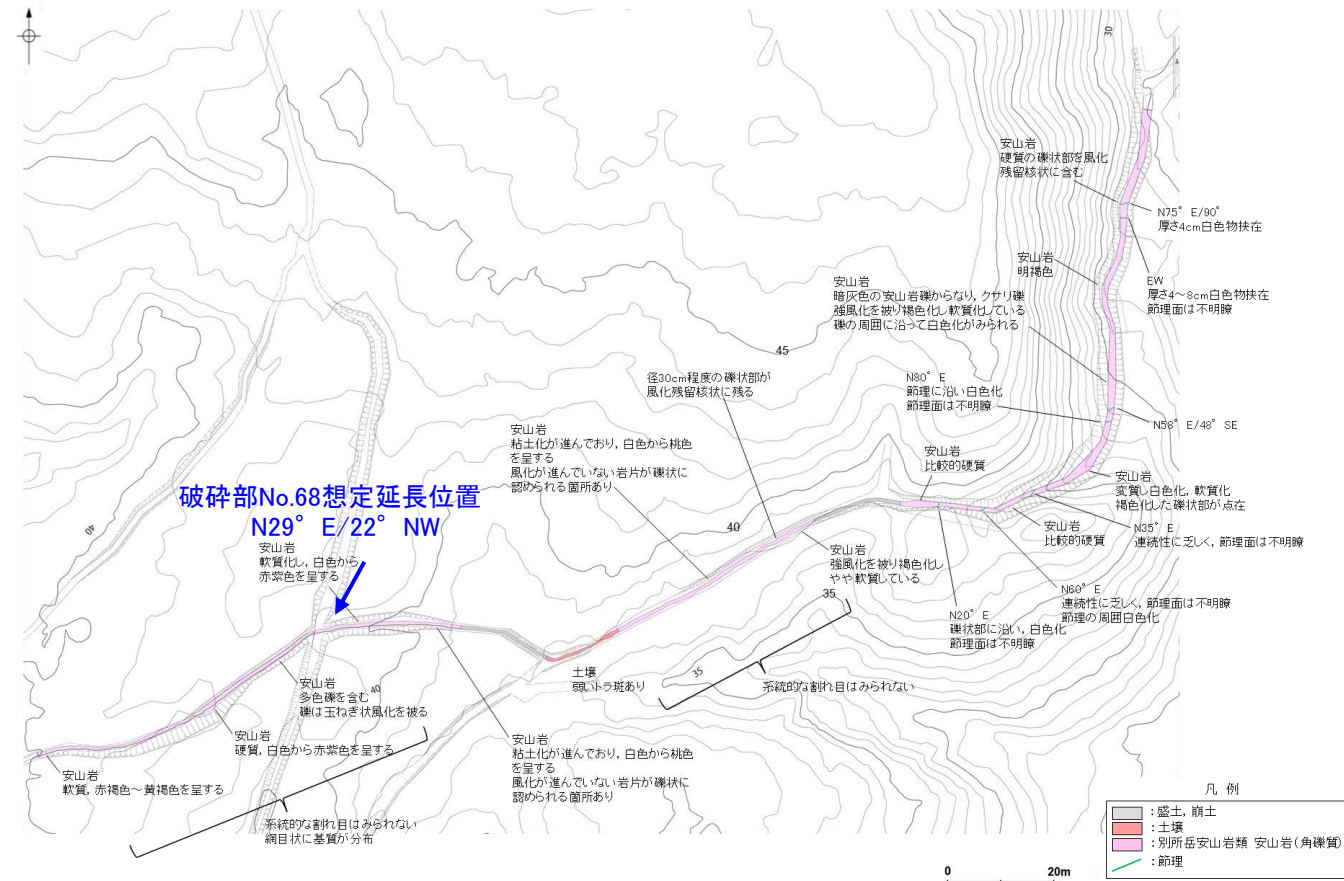 30
安山岩
硬質の礫状部を風化
残留核状に含む
N75° E/90°
厚さ4cm白色物挟在
安山岩
明褐色
EW
厚さ4～8cm白色物挟在
節理面は不明瞭
安山岩
暗灰色の安山岩礫からなり，クサリ礫
強風化を被り褐色化し軟質化している
礫の周囲に沿って白色化がみられる
45
径30cm程度の礫状部が
風化残留核状に残る
N80° E
節理に沿い白色化
節理面は不明瞭
N58° E/48° SE
安山岩
粘土化が進んでおり，白色から桃色
を呈する
風化が進んでいない岩片が礫状に
認められる箇所あり
安山岩
比較的硬質
安山岩
変質し白色化，軟質化
褐色化した礫状部が点在
破砕部No.68想定延長位置
N29° E/22° NW
40
40
安山岩
軟質化し，白色から
赤紫色を呈する
安山岩
強風化を被り褐色化し
やや軟質している
安山岩
比較的硬質
N35° E
連続性に乏しく，節理面は不明瞭
35
N60° E
連続性に乏しく，節理面は不明瞭
節理の周囲白色化
N20° E
礫状部に沿い，白色化
節理面は不明瞭
土壌
弱いトラ斑あり
35
系統的な割れ目はみられない
安山岩
多色礫を含む
礫は玉ねぎ状風化を被る
40
安山岩
硬質，白色から赤紫色を呈する
安山岩
粘土化が進んでおり，白色から桃色
を呈する
風化が進んでいない岩片が礫状に
認められる箇所あり
安山岩
軟質，赤褐色～黄褐色を呈する
系統的な割れ目はみられない
網目状に基質が分布
凡 例
：盛土，崩土
：土壌
：別所岳安山岩類 安山岩（角礫質）
：節理
0 20m